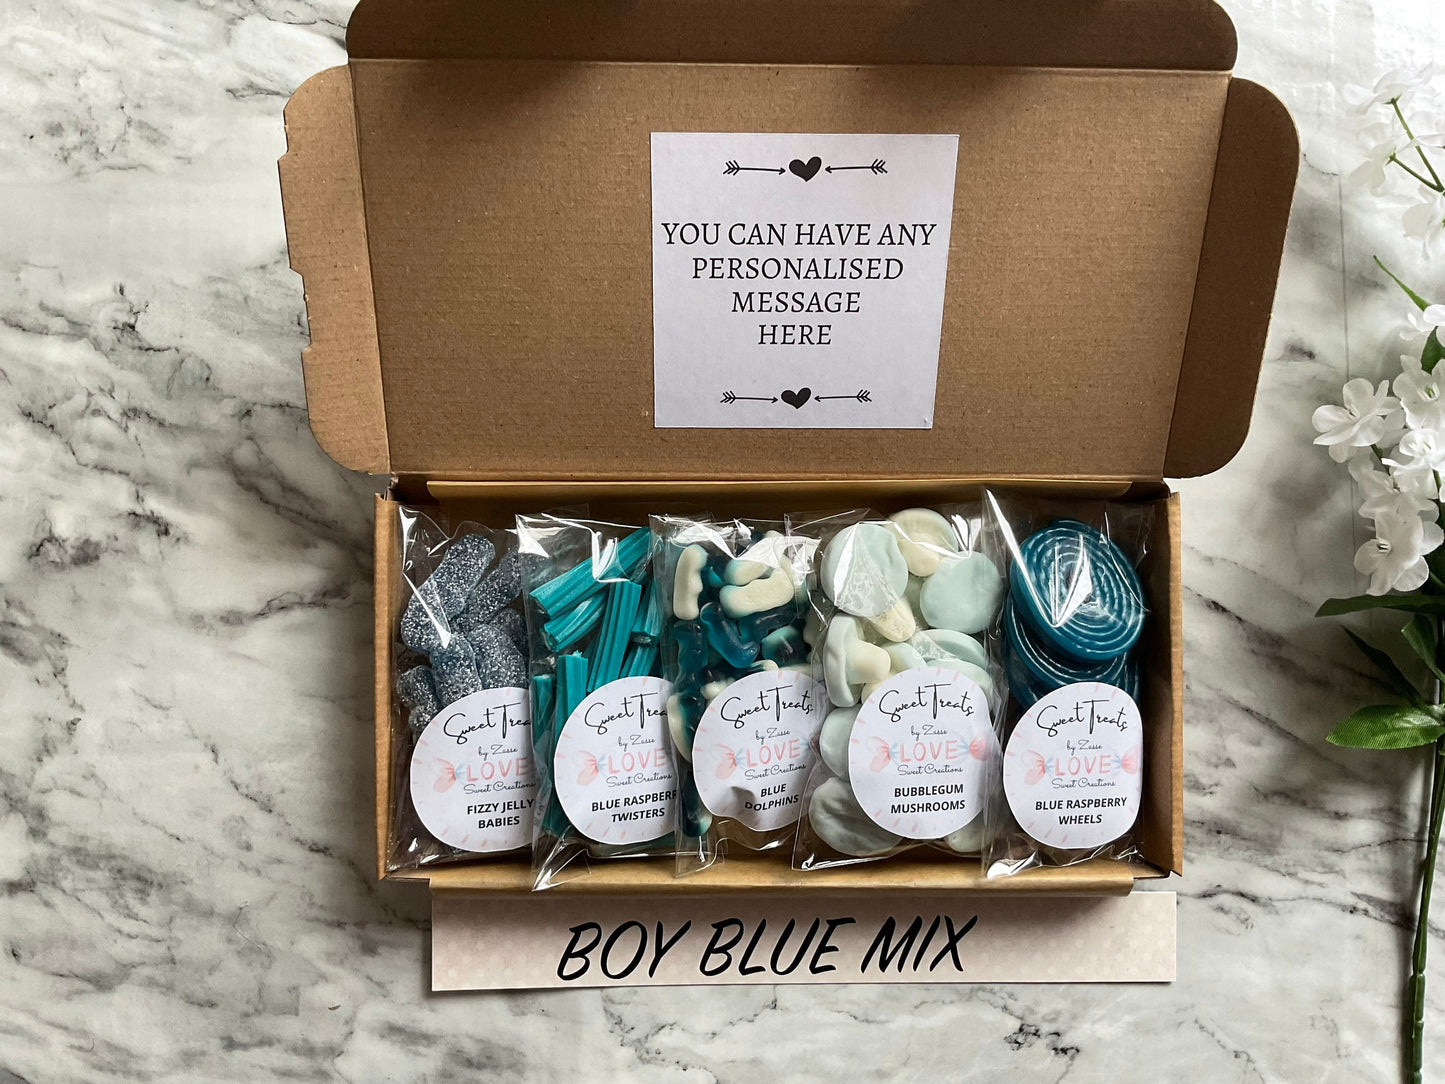 YOU CAN HAVE ANY
PERSONALISED
MESSAGE
HERE
Sweet Treats
by Zasse
LOVE
Sweet Creations
FIZZY JELLY
BABIES
Sweet Treats
by Zasse
LOVE
Sweet Creations
BLUE RASPBERR
TWISTERS
Sweet Treats
by Zasse
LOVE
Sweet Creations
BLUE
DOLPHINS
Sweet Treats
by Zasse
LOVE
Sweet Creations
BUBBLEGUM
MUSHROOMS
Sweet Treats
by Zasse
LOVE
Sweet Creations
BLUE RASPBERRY
WHEELS
BOY BLUE MIX